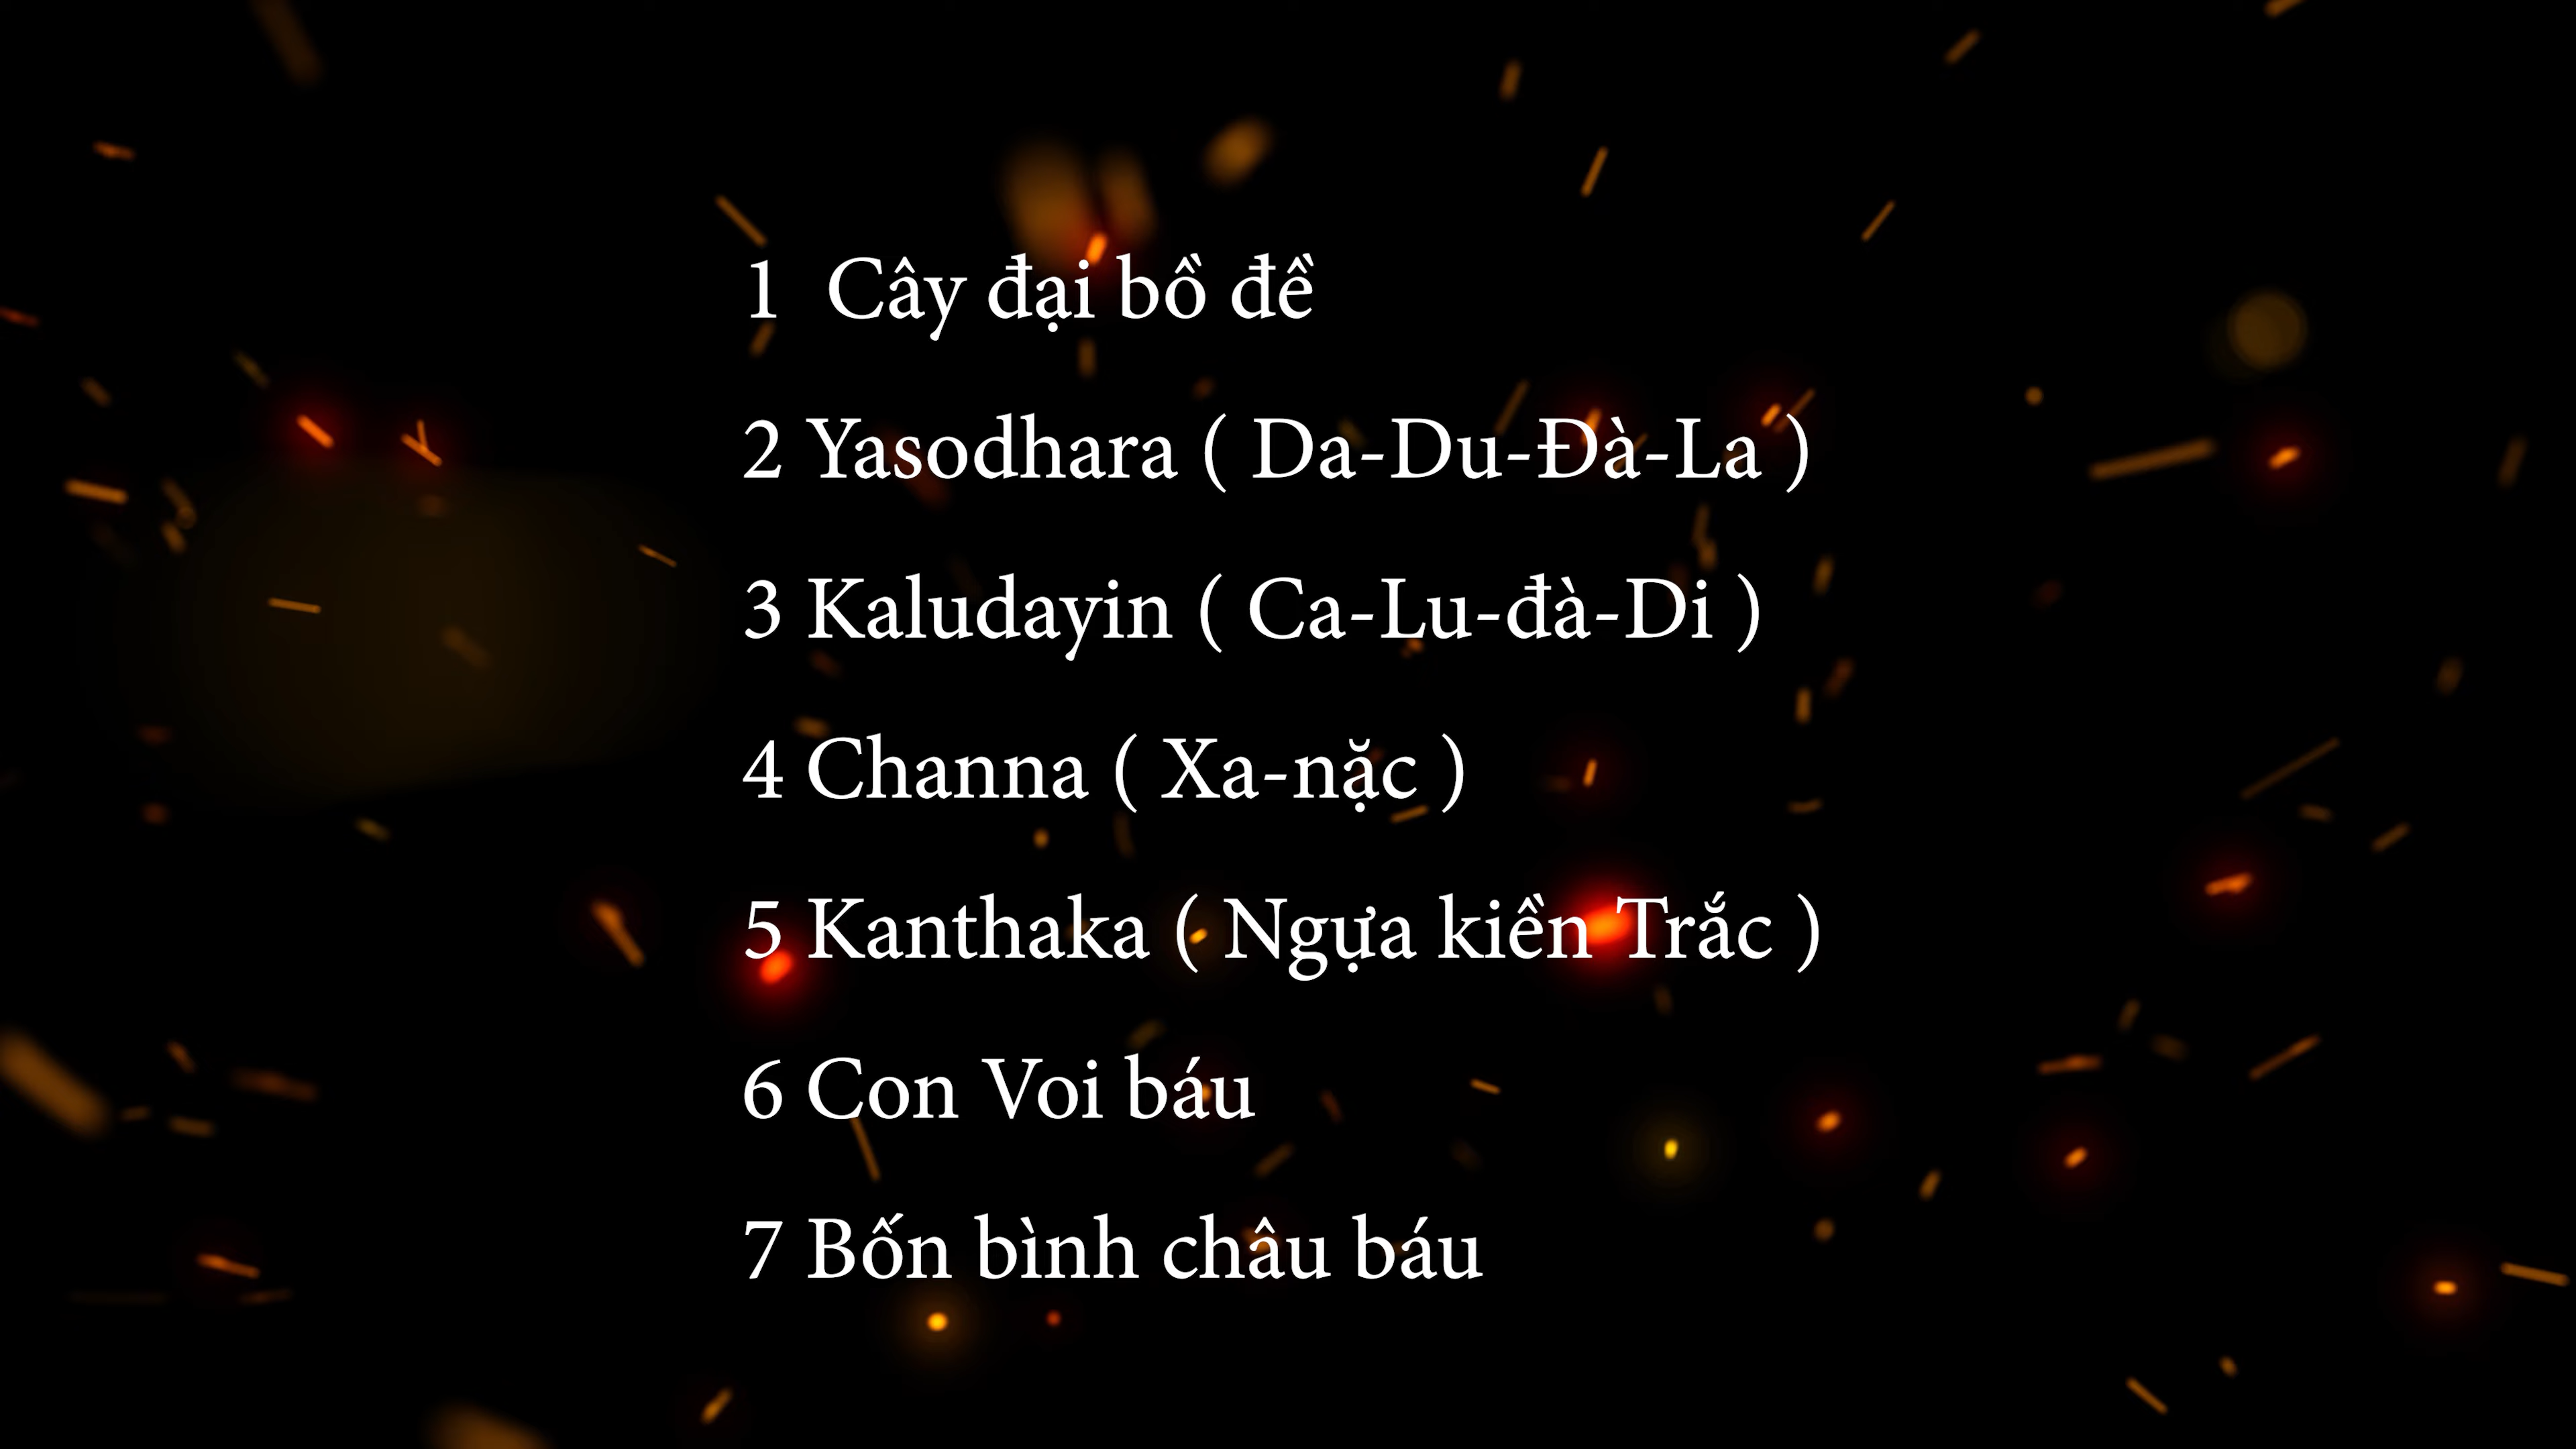 1  Cây đại bồ đề
2 Yasodhara ( Da-Du-Đà-La )
3 Kaludayin ( Ca-Lu-đà-Di )
4 Channa ( Xa-nặc )
5 Kanthaka ( Ngựa kiền Trắc )
6 Con Voi báu
7 Bốn bình châu báu